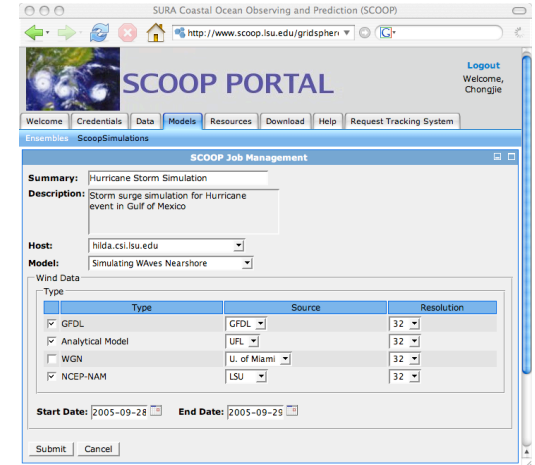 SURA Coastal Ocean Observing and Prediction (SCOOP)
http://www.scoop.lsu.edu/gridspher
G
SCOOP PORTAL
Logout
Welcome,
Chongjie
Welcome Credentials Data Models Resources Download Help Request Tracking System
Ensembles ScoopSimulations
SCOOP Job Management
Summary: Hurricane Storm Simulation
Description: Storm surge simulation for Hurricane
event in Gulf of Mexico
Host: hilda.csi.lsu.edu
Model: Simulating WAves Nearshore
Wind Data
Type
Type Source Resolution
GFDL GFDL 32
Analytical Model UFL 32
WGN U. of Miami 32
NCEP-NAM LSU 32
Start Date: 2005-09-28 End Date: 2005-09-29
Submit Cancel